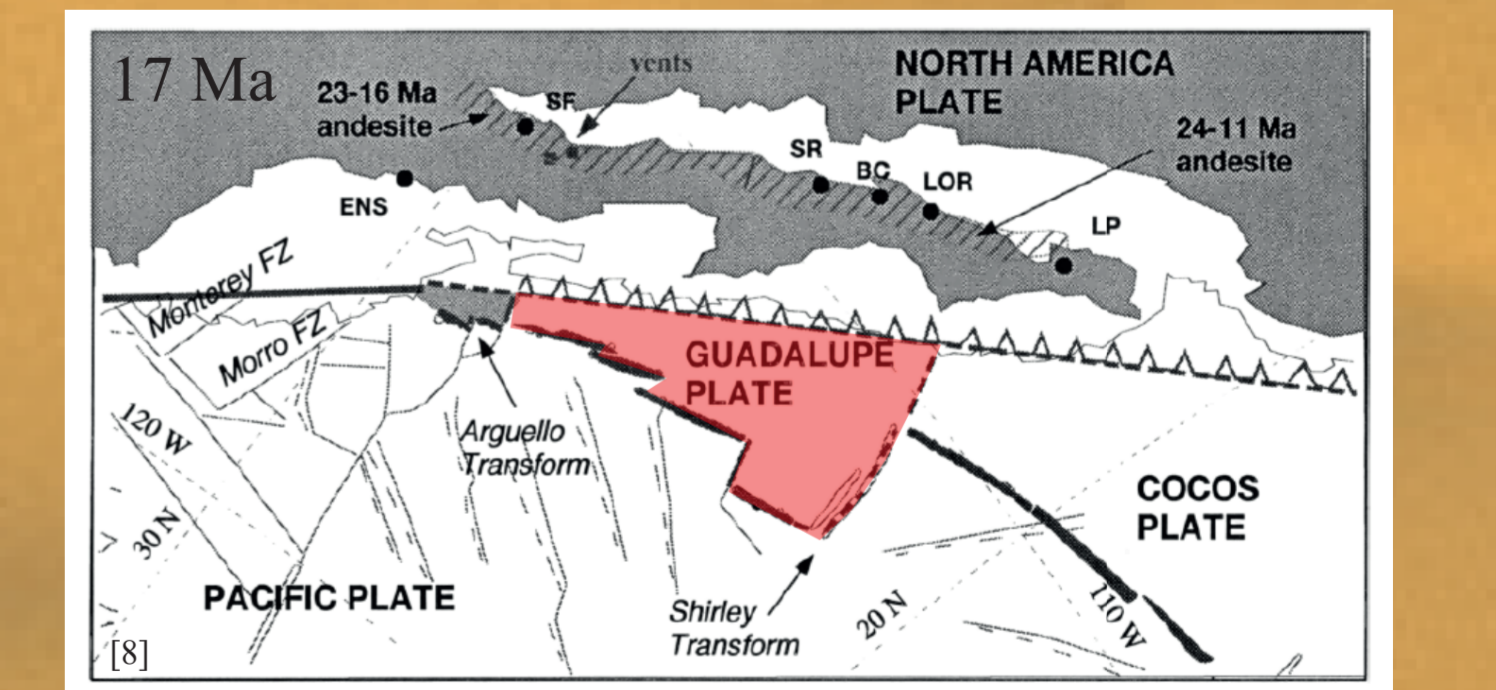 17 Ma
23-16 Ma
andesite
SF
vents
NORTH AMERICA
PLATE
24-11 Ma
andesite
SR
BC
LOR
LP
ENS
Monterey FZ
Morro FZ
GUADALUPE
PLATE
120 W
Arguello
Transform
COCOS
PLATE
30 N
PACIFIC PLATE
Shirley
Transform
20 N
110 W
[8]